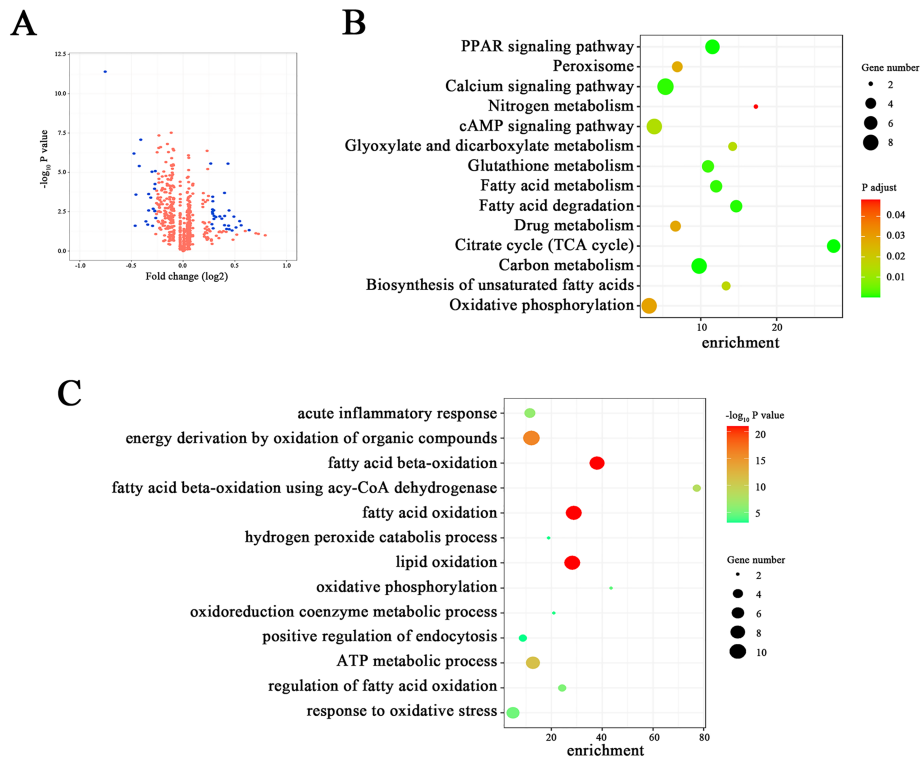 A
12.5
10.0
7.5
5.0
2.5
0.0
-log10 P value
-1.0 -0.5 0.0 0.5 1.0
Fold change (log2)
B
PPAR signaling pathway
Peroxisome
Calcium signaling pathway
Nitrogen metabolism
cAMP signaling pathway
Glyoxylate and dicarboxylate metabolism
Glutathione metabolism
Fatty acid metabolism
Fatty acid degradation
Drug metabolism
Citrate cycle (TCA cycle)
Carbon metabolism
Biosynthesis of unsaturated fatty acids
Oxidative phosphorylation
10 20
enrichment
Gene number
2
4
6
8
P adjust
0.04
0.03
0.02
0.01
C
acute inflammatory response
energy derivation by oxidation of organic compounds
fatty acid beta-oxidation
fatty acid beta-oxidation using acy-CoA dehydrogenase
fatty acid oxidation
hydrogen peroxide catabolis process
lipid oxidation
oxidative phosphorylation
oxidoreduction coenzyme metabolic process
positive regulation of endocytosis
ATP metabolic process
regulation of fatty acid oxidation
response to oxidative stress
20 40 60 80
enrichment
-log10 P value
20
15
10
5
Gene number
2
4
6
8
10